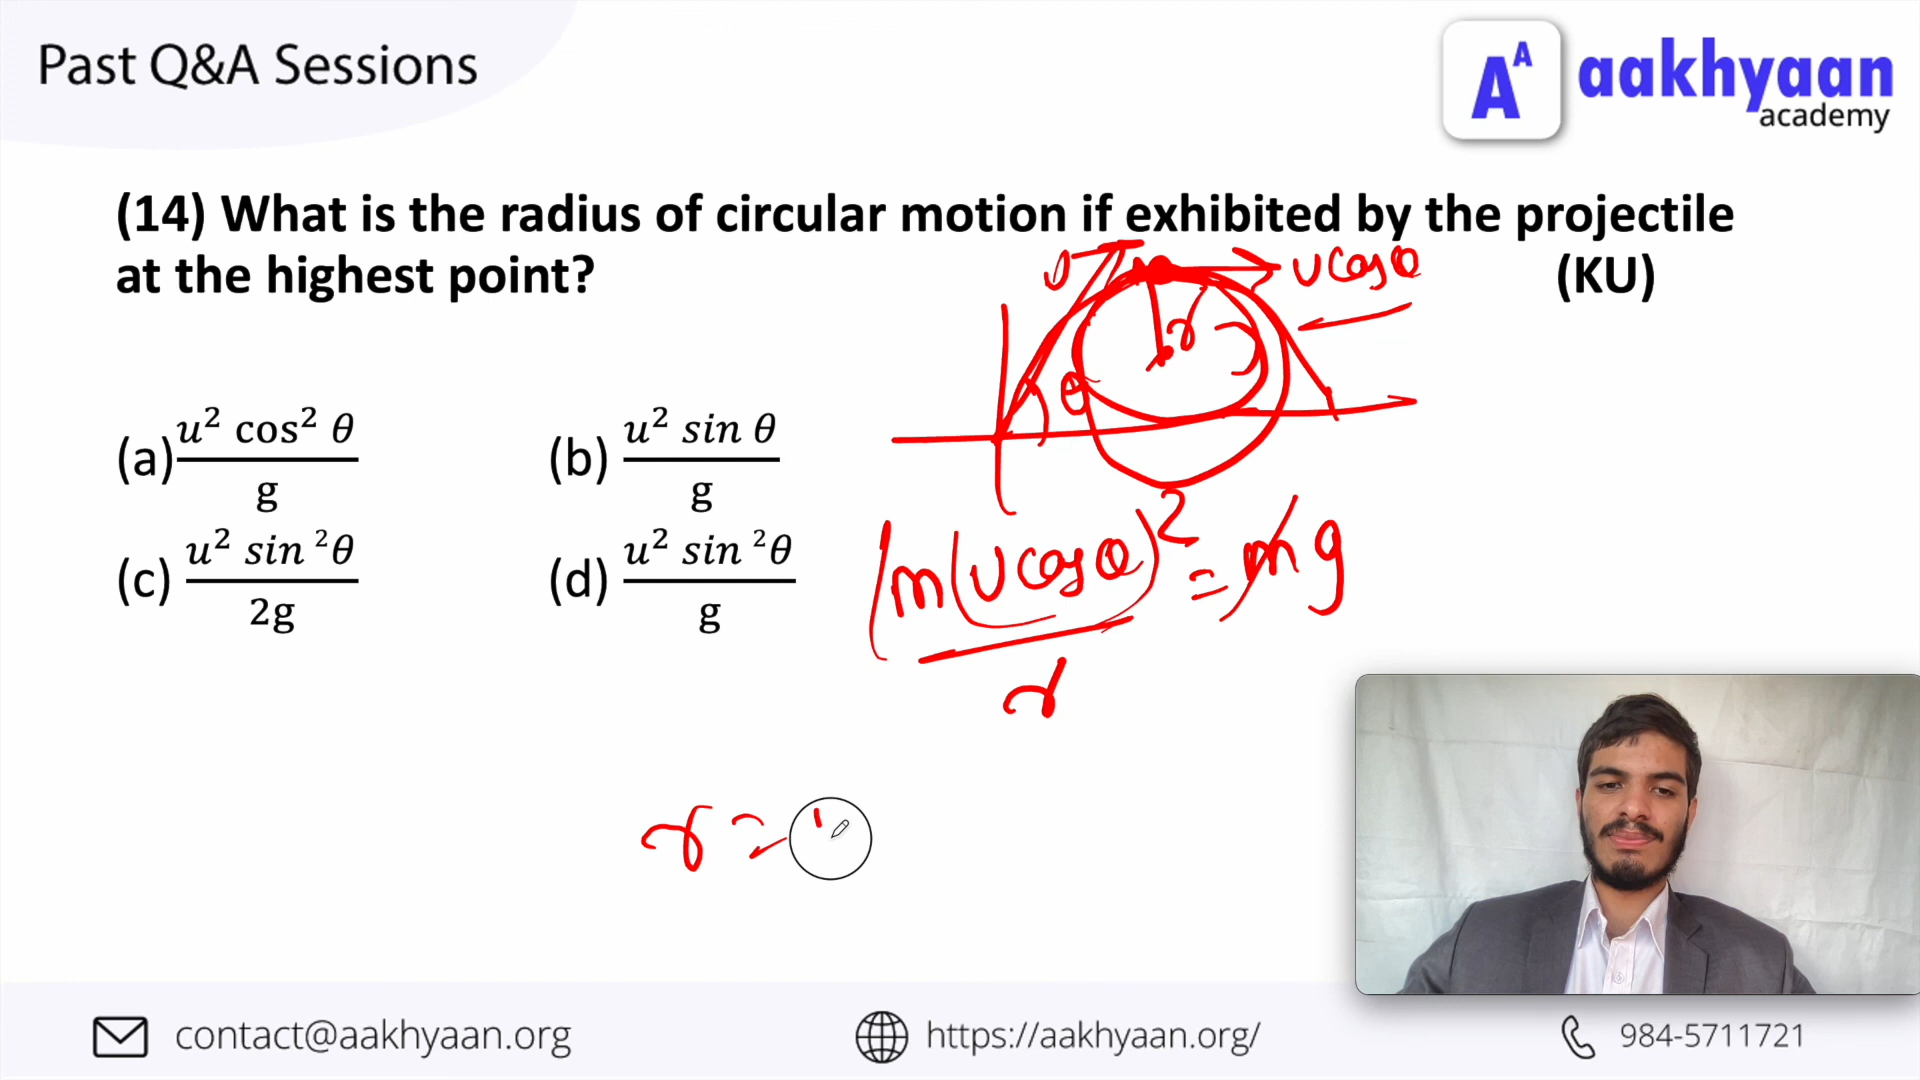 Past Q&A Sessions
A^A aakhyaan
academy
(14) What is the radius of circular motion if exhibited by the projectile
at the highest point? (KU)
υ
υ cos θ
r
θ
(a) u² cos² θ / g
(b) u² sin θ / g
(c) u² sin ²θ / 2g
(d) u² sin ²θ / g
m(υ cos θ)² / r = mg
r =
contact@aakhyaan.org
https://aakhyaan.org/
984-5711721